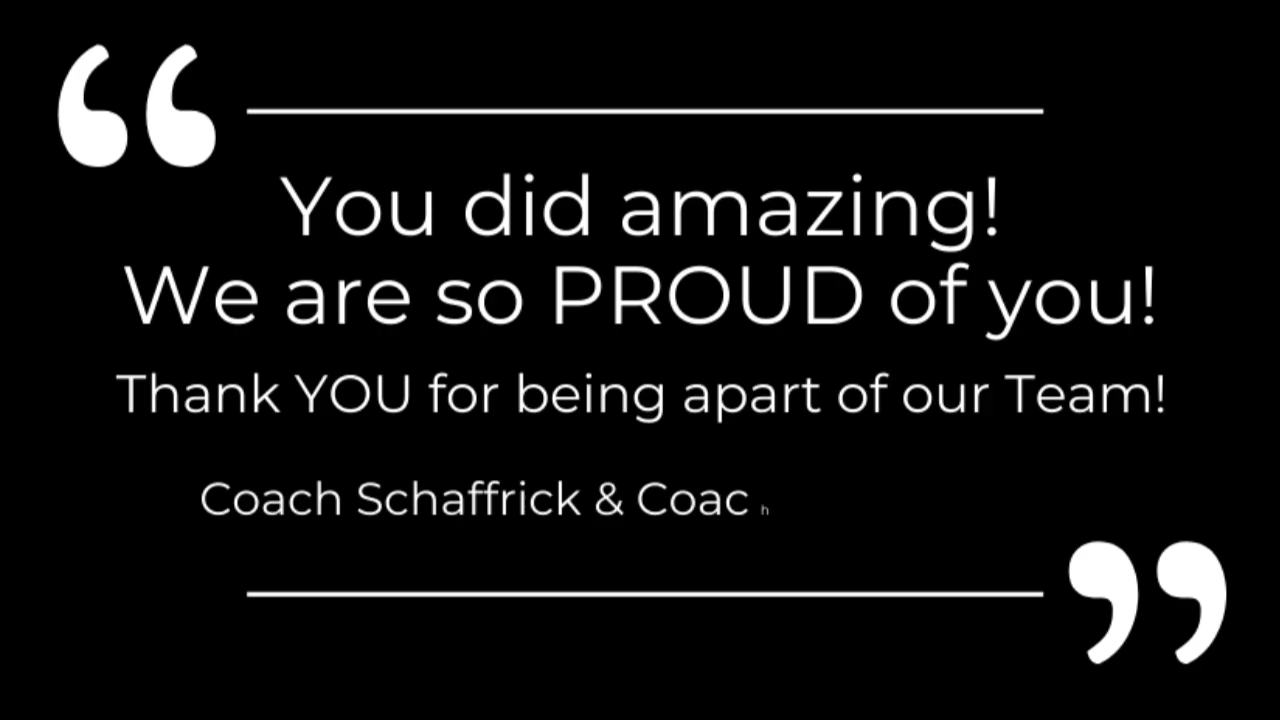 You did amazing!
We are so PROUD of you!
Thank YOU for being apart of our Team!
Coach Schaffrick & Coach